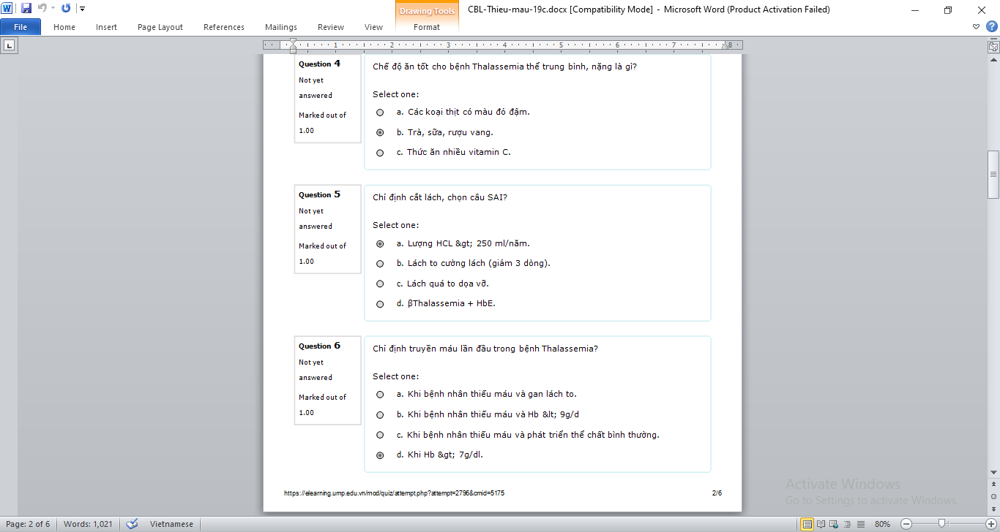 Drawing Tools
CBL-Thieu-mau-19c.docx [Compatibility Mode] - Microsoft Word (Product Activation Failed)
File Home Insert Page Layout References Mailings Review View Format
1 2 3 4 5 6 7 8
Question 4
Not yet
answered
Marked out of
1.00
Chế độ ăn tốt cho bệnh Thalassemia thể trung bình, nặng là gì?
Select one:
a. Các koại thịt có màu đỏ đậm.
b. Trà, sữa, rượu vang.
c. Thức ăn nhiều vitamin C.
Question 5
Not yet
answered
Marked out of
1.00
Chỉ định cắt lách, chọn câu SAI?
Select one:
a. Lượng HCL &gt; 250 ml/năm.
b. Lách to cường lách (giảm 3 dòng).
c. Lách quá to dọa vỡ.
d. βThalassemia + HbE.
Question 6
Not yet
answered
Marked out of
1.00
Chỉ định truyền máu lần đầu trong bệnh Thalassemia?
Select one:
a. Khi bệnh nhân thiếu máu và gan lách to.
b. Khi bệnh nhân thiếu máu và Hb &lt; 9g/d
c. Khi bệnh nhân thiếu máu và phát triển thể chất bình thường.
d. Khi Hb &gt; 7g/dl.
https://elearning.ump.edu.vn/mod/quiz/attempt.php?attempt=2796&cmid=5175 2/6
Activate Windows
Go to Settings to activate Windows.
Page: 2 of 6 Words: 1,021 Vietnamese 80%